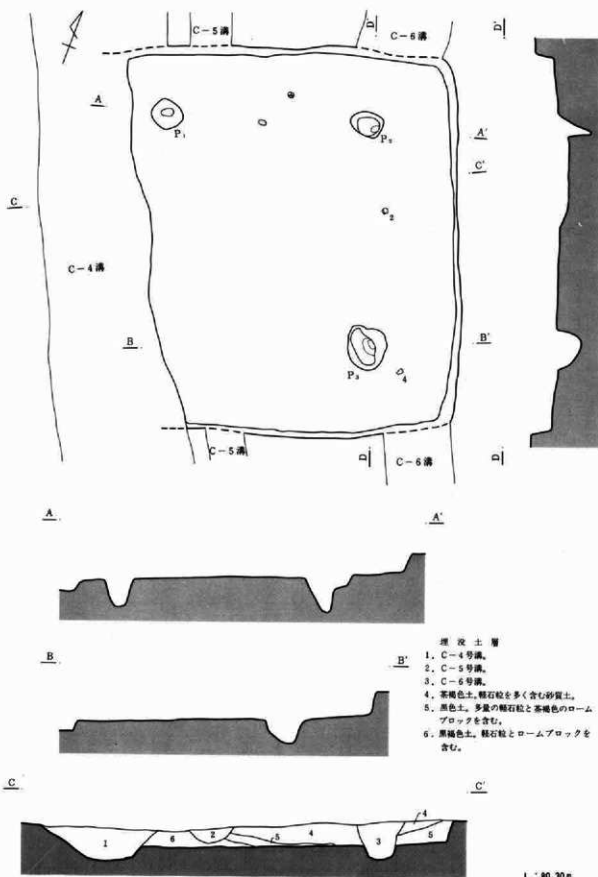 C-5溝
D
C-6溝
D'
A
P₁
P₂
A'
C'
C
2
C-4溝
B
B'
P₃
4
C-5溝
D
C-6溝
D'
A
A'
B
B'
埋没土層
1. C-4号溝。
2. C-5号溝。
3. C-6号溝。
4. 茶褐色土。軽石粒を多く含む砂質土。
5. 黒色土。多量の軽石粒と茶褐色のローム
ブロックを含む。
6. 黒褐色土。軽石粒とロームブロックを
含む。
C
C'
4
1
6
2
5
4
3
5